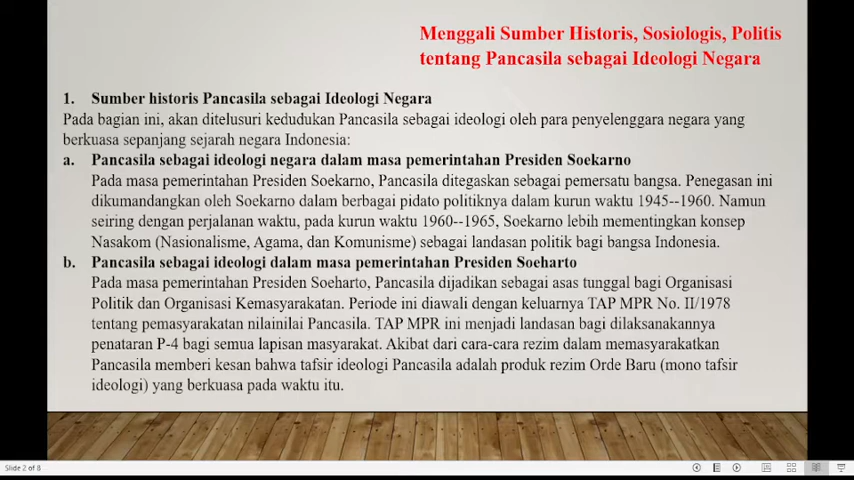 Menggali Sumber Historis, Sosiologis, Politis
tentang Pancasila sebagai Ideologi Negara
1. Sumber historis Pancasila sebagai Ideologi Negara
Pada bagian ini, akan ditelusuri kedudukan Pancasila sebagai ideologi oleh para penyelenggara negara yang
berkuasa sepanjang sejarah negara Indonesia:
a. Pancasila sebagai ideologi negara dalam masa pemerintahan Presiden Soekarno
Pada masa pemerintahan Presiden Soekarno, Pancasila ditegaskan sebagai pemersatu bangsa. Penegasan ini
dikumandangkan oleh Soekarno dalam berbagai pidato politiknya dalam kurun waktu 1945--1960. Namun
seiring dengan perjalanan waktu, pada kurun waktu 1960--1965, Soekarno lebih mementingkan konsep
Nasakom (Nasionalisme, Agama, dan Komunisme) sebagai landasan politik bagi bangsa Indonesia.
b. Pancasila sebagai ideologi dalam masa pemerintahan Presiden Soeharto
Pada masa pemerintahan Presiden Soeharto, Pancasila dijadikan sebagai asas tunggal bagi Organisasi
Politik dan Organisasi Kemasyarakatan. Periode ini diawali dengan keluarnya TAP MPR No. II/1978
tentang pemasyarakatan nilainilai Pancasila. TAP MPR ini menjadi landasan bagi dilaksanakannya
penataran P-4 bagi semua lapisan masyarakat. Akibat dari cara-cara rezim dalam memasyarakatkan
Pancasila memberi kesan bahwa tafsir ideologi Pancasila adalah produk rezim Orde Baru (mono tafsir
ideologi) yang berkuasa pada waktu itu.
Slide 2 of 8